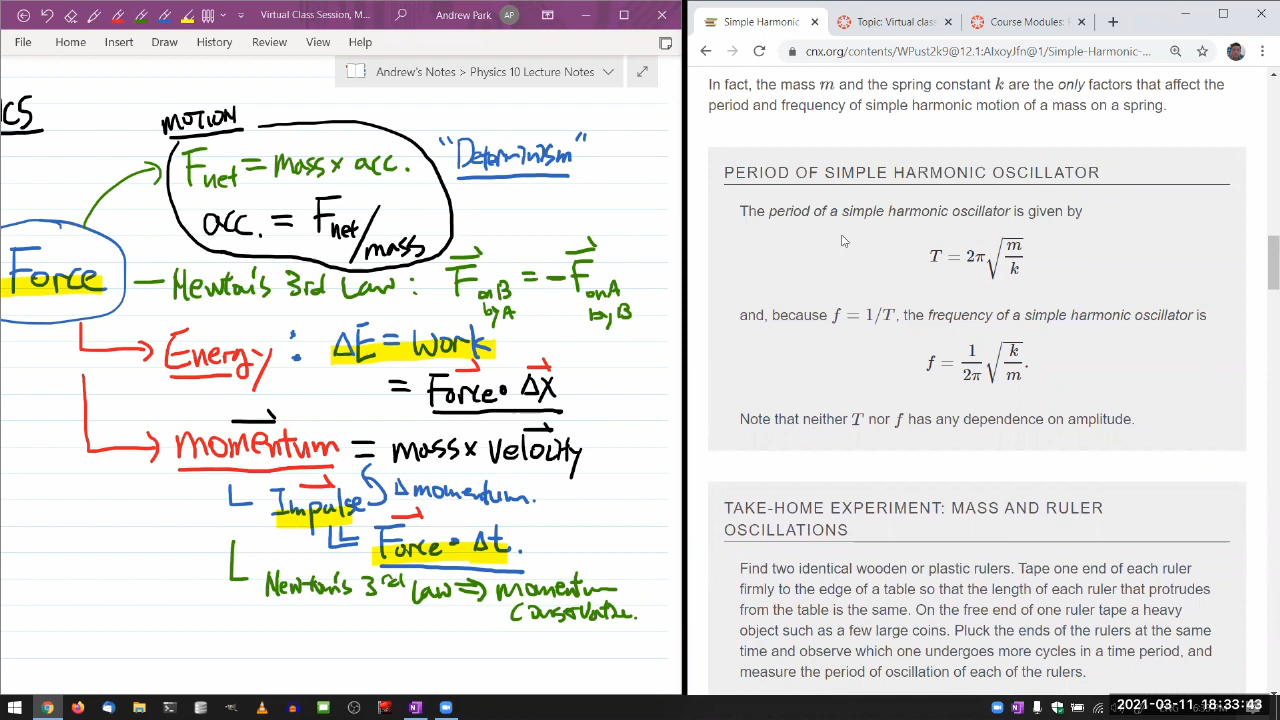 Virtual Class Session, M...
Andrew Park
AP
File Home Insert Draw History Review View Help
Andrew's Notes > Physics 10 Lecture Notes
CS
MOTION
Fnet = mass x acc.
acc. = Fnet/mass
"Determinism"
Force
— Newton's 3rd Law : F on B by A = -F on A by B
Energy : ΔE = Work
= Force · Δx
momentum = mass x velocity
Impulse Δmomentum.
Force · Δt.
Newton's 3rd Law ⇒ momentum
Conservation.
Simple Harmonic
Topic: Virtual class
Course Modules:
cnx.org/contents/WPust2k9@12.1:AlxoyJfn@1/Simple-Harmonic-...
In fact, the mass m and the spring constant k are the only factors that affect the
period and frequency of simple harmonic motion of a mass on a spring.
PERIOD OF SIMPLE HARMONIC OSCILLATOR
The period of a simple harmonic oscillator is given by
T = 2π√(m/k)
and, because f = 1/T, the frequency of a simple harmonic oscillator is
f = 1/2π √(k/m).
Note that neither T nor f has any dependence on amplitude.
TAKE-HOME EXPERIMENT: MASS AND RULER
OSCILLATIONS
Find two identical wooden or plastic rulers. Tape one end of each ruler
firmly to the edge of a table so that the length of each ruler that protrudes
from the table is the same. On the free end of one ruler tape a heavy
object such as a few large coins. Pluck the ends of the rulers at the same
time and observe which one undergoes more cycles in a time period, and
measure the period of oscillation of each of the rulers.
2021-03-11 18:33:43